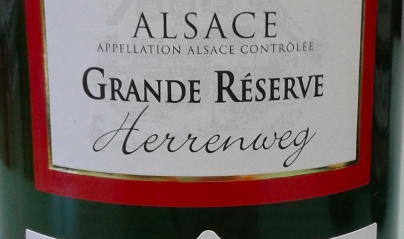 ALSACE
APPELLATION ALSACE CONTRÔLÉE
GRANDE RÉSERVE
Herrenweg